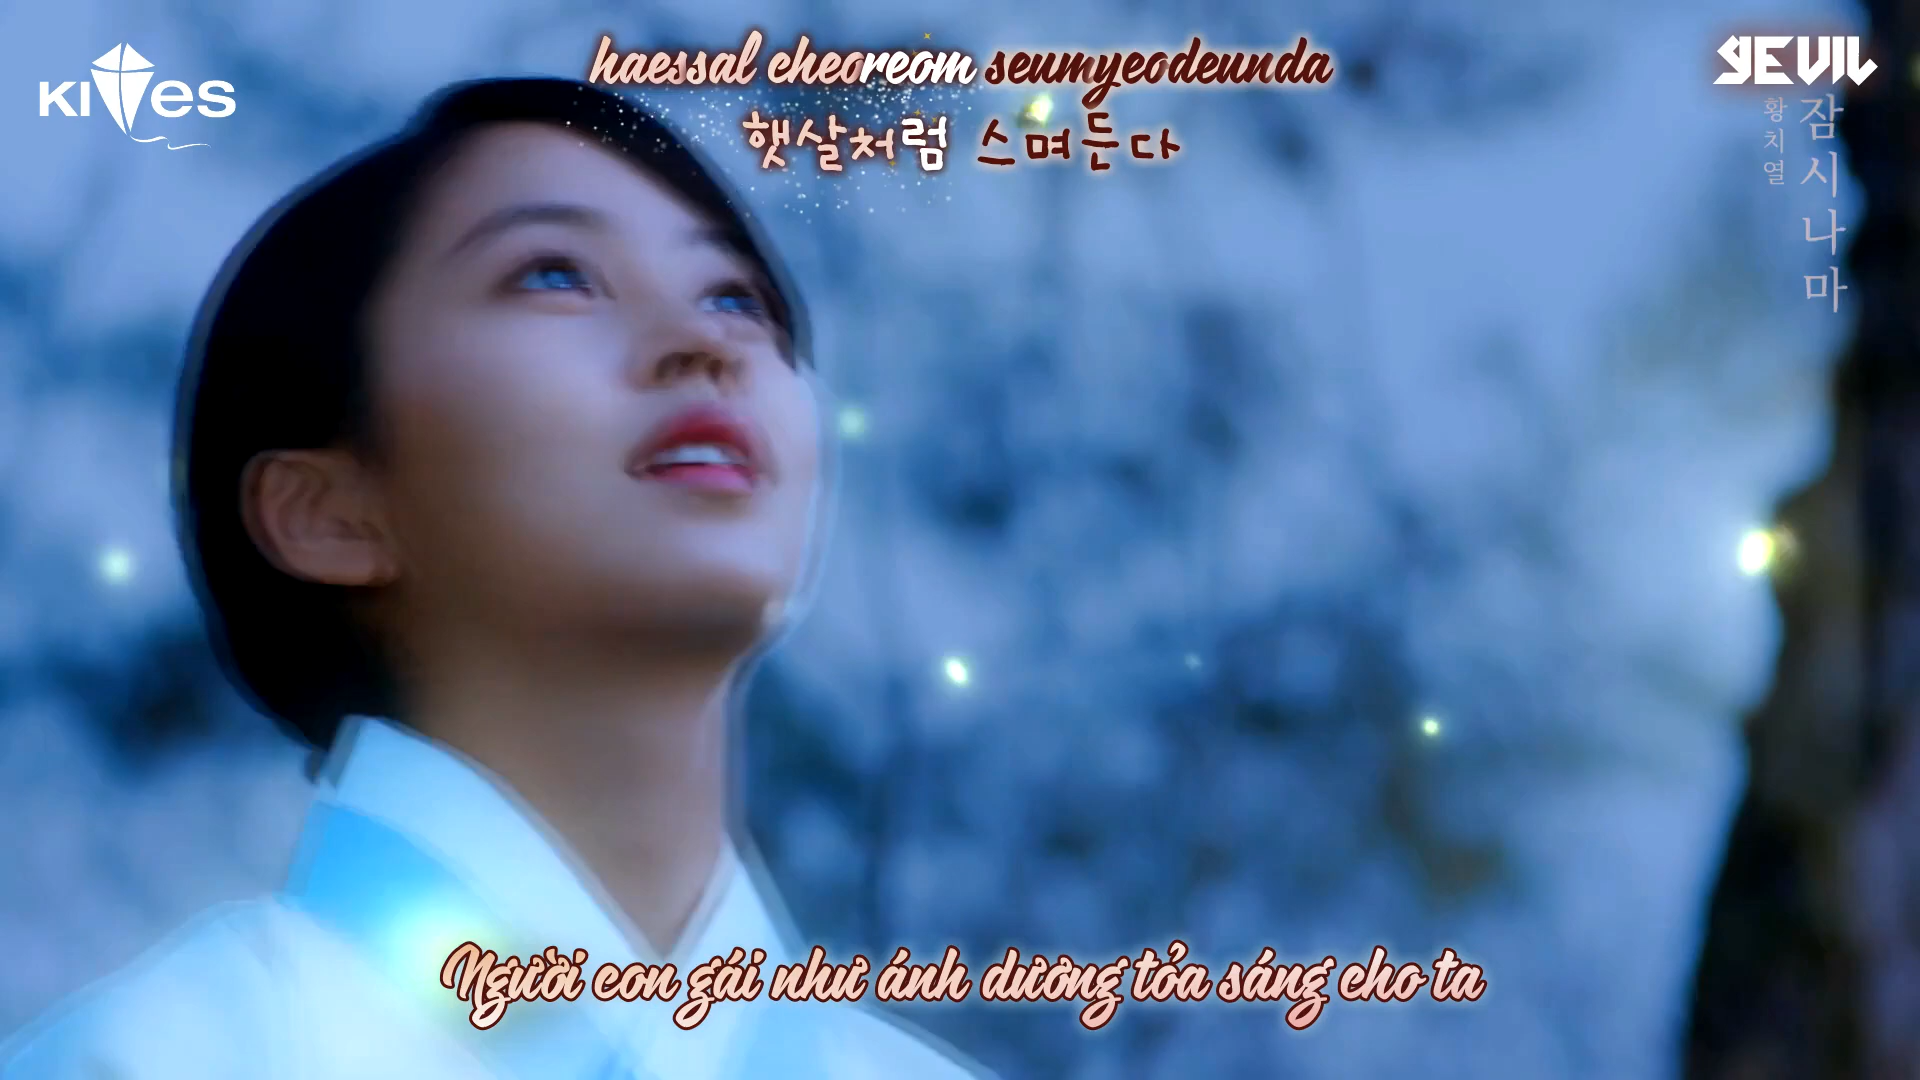 KITES
haessal cheoreom seumyeodeunda
햇살처럼 스며든다
YEVIL
잠시나마
황치열
Người con gái như ánh dương tỏa sáng cho ta